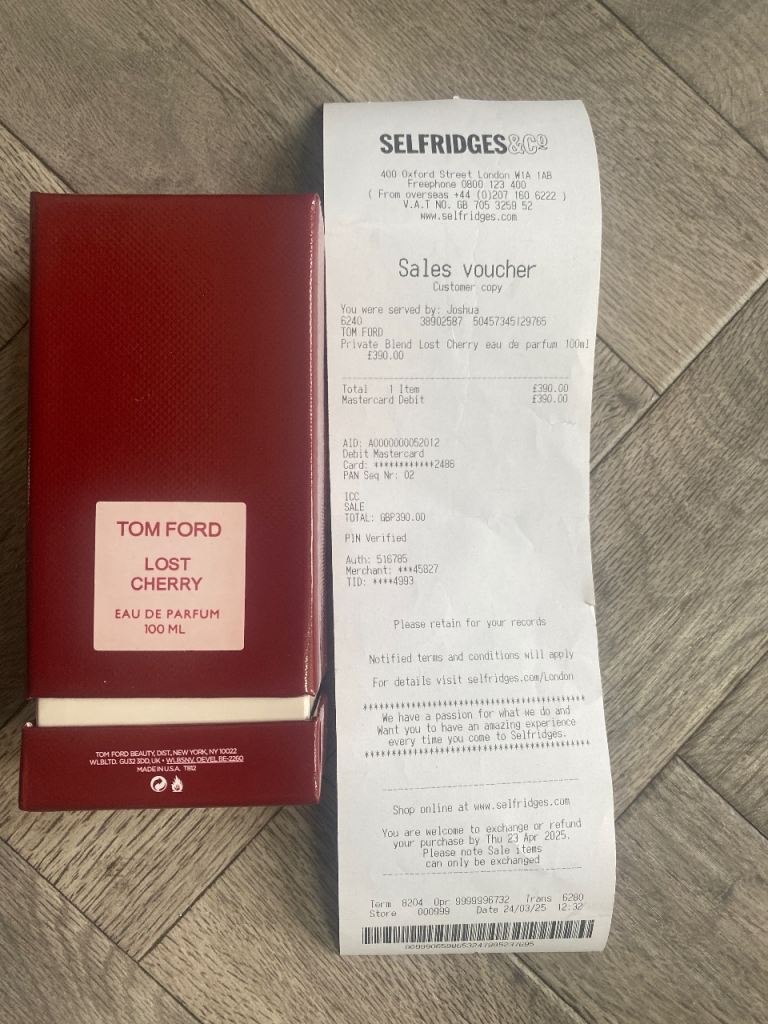 TOM FORD
LOST
CHERRY
EAU DE PARFUM
100 ML
TOM FORD BEAUTY, DIST, NEW YORK, NY 10022
WLBLTD. GU32 3DD, UK • WLBSNV, OEVEL BE-2260
MADE IN U.S.A. T1812
SELFRIDGES&Co
400 Oxford Street London W1A 1AB
Freephone 0800 123 400
( From overseas +44 (0)207 160 6222 )
V.A.T NO. GB 705 3259 52
www.selfridges.com
Sales voucher
Customer copy
You were served by: Joshua
6240 38902587 50457345129765
TOM FORD
Private Blend Lost Cherry eau de parfum 100ml
£390.00
Total 1 Item £390.00
Mastercard Debit £390.00
AID: A0000000052012
Debit Mastercard
Card: ************2486
PAN Seq Nr: 02
ICC
SALE
TOTAL: GBP390.00
PIN Verified
Auth: 516785
Merchant: ***45827
TID: ****4993
Please retain for your records
Notified terms and conditions will apply
For details visit selfridges.com/London
****************************************
We have a passion for what we do and
Want you to have an amazing experience
every time you come to Selfridges.
****************************************
Shop online at www.selfridges.com
You are welcome to exchange or refund
your purchase by Thu 23 Apr 2025.
Please note Sale items
can only be exchanged
Term 8204 Opr 9999996732 Trans 6280
Store 000999 Date 24/03/25 12:32